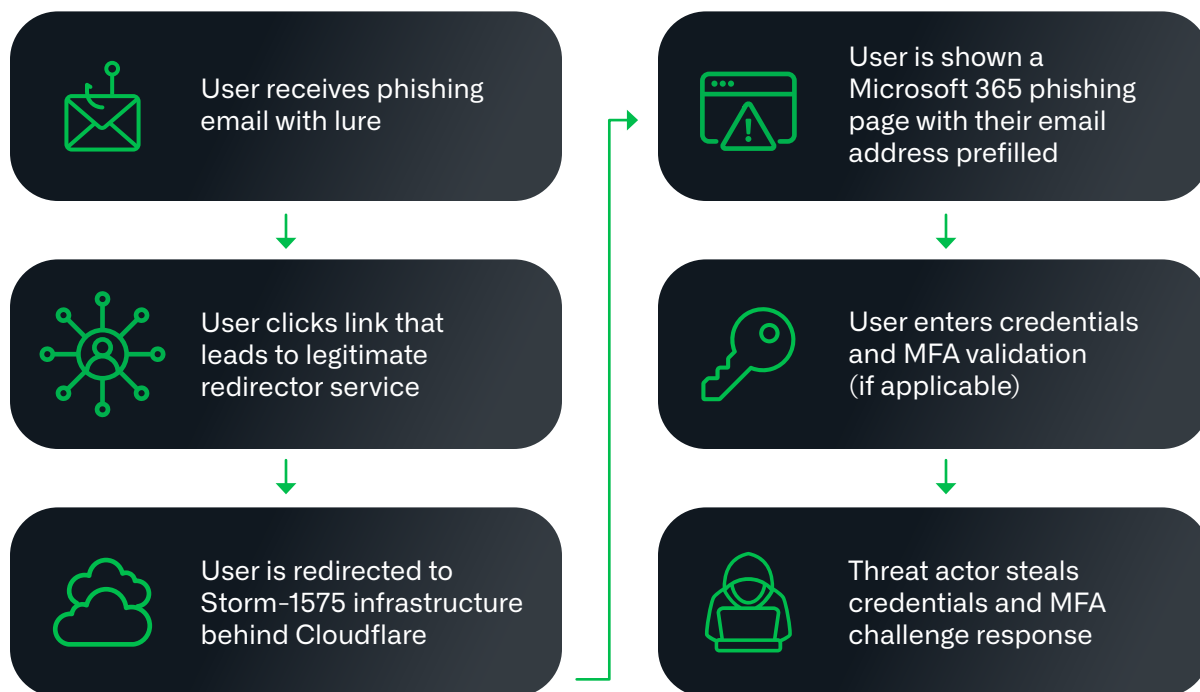 User receives phishing
email with lure
User clicks link that
leads to legitimate
redirector service
User is redirected to
Storm-1575 infrastructure
behind Cloudflare
User is shown a
Microsoft 365 phishing
page with their email
address prefilled
User enters credentials
and MFA validation
(if applicable)
Threat actor steals
credentials and MFA
challenge response